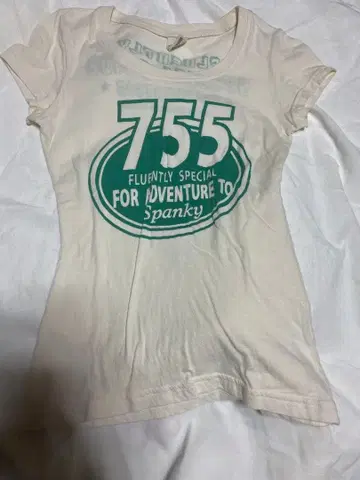 755
FLUENTLY SPECIAL
FOR ADVENTURE TO
Spanky